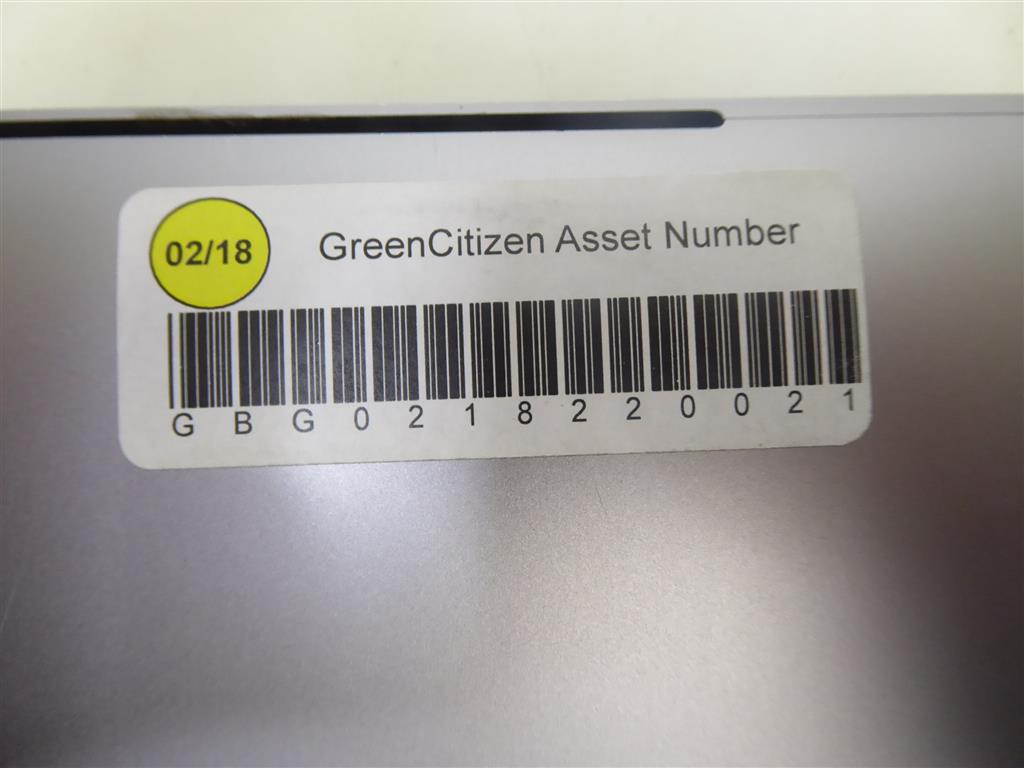 02/18
GreenCitizen Asset Number
GBG0218220021